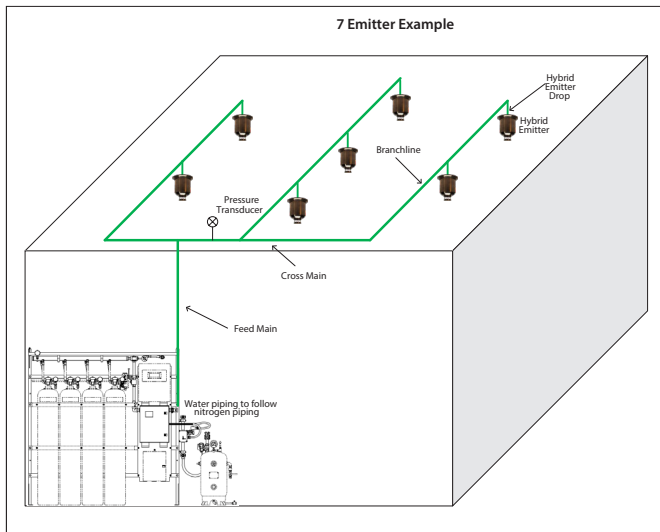 7 Emitter Example
Hybrid
Emitter
Drop
Hybrid
Emitter
Branchline
Pressure
Transducer
Cross Main
Feed Main
Water piping to follow
nitrogen piping